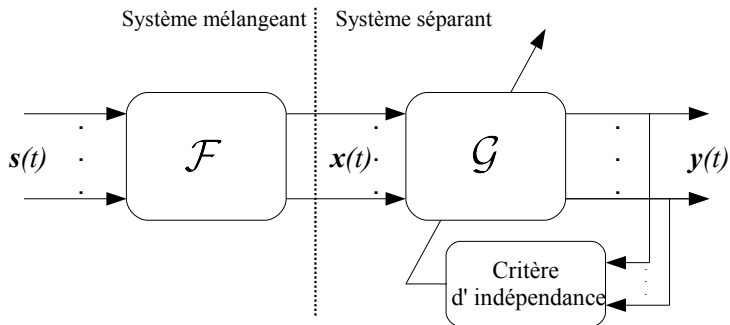 Système mélangeant
Système séparant
s(t)
ℱ
x(t)
𝒢
y(t)
Critère
d' indépendance